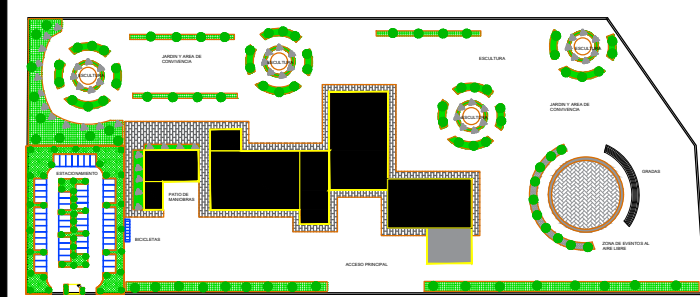 JARDIN Y AREA DE
CONVIVENCIA
ESCULTURA
ESCULTURA
ESCULTURA
ESCULTURA
JARDIN Y AREA DE
CONVIVENCIA
ESCULTURA
ESTACIONAMIENTO
GRADAS
PATIO DE
MANIOBRAS
BICICLETAS
ZONA DE EVENTOS AL
AIRE LIBRE
ACCESO PRINCIPAL